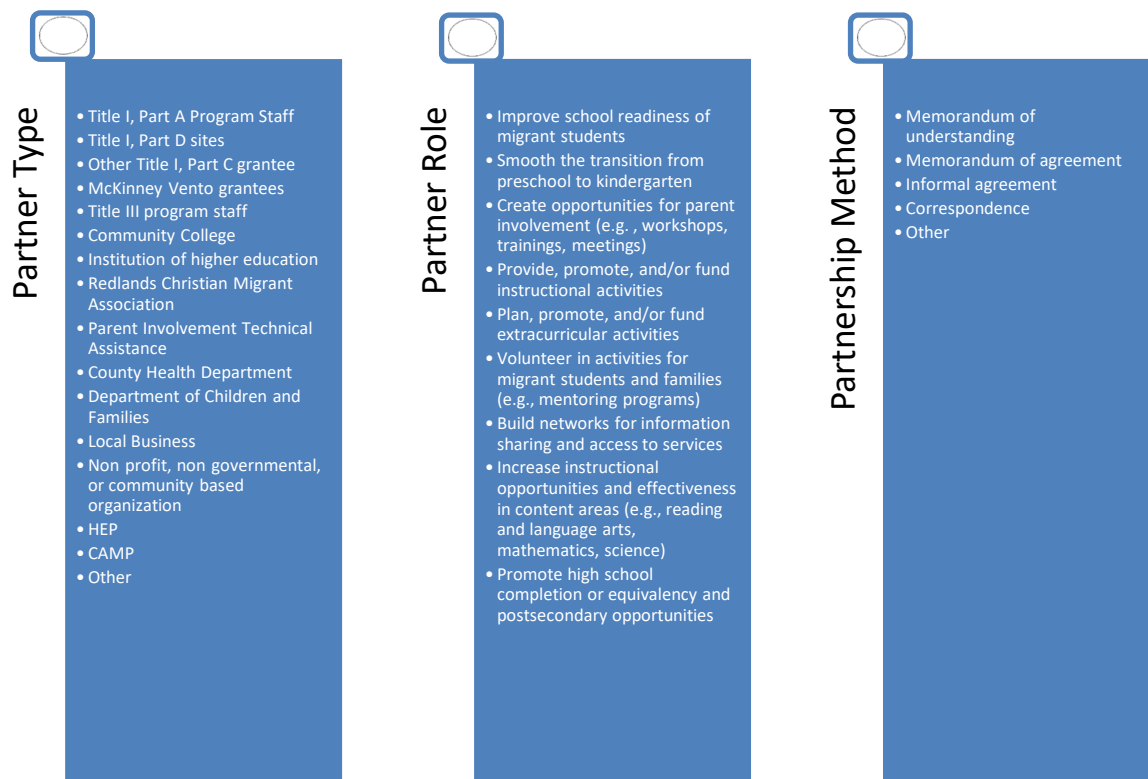 Partner Type
• Title I, Part A Program Staff
• Title I, Part D sites
• Other Title I, Part C grantee
• McKinney Vento grantees
• Title III program staff
• Community College
• Institution of higher education
• Redlands Christian Migrant
Association
• Parent Involvement Technical
Assistance
• County Health Department
• Department of Children and
Families
• Local Business
• Non profit, non governmental,
or community based
organization
• HEP
• CAMP
• Other
Partner Role
• Improve school readiness of
migrant students
• Smooth the transition from
preschool to kindergarten
• Create opportunities for parent
involvement (e.g. , workshops,
trainings, meetings)
• Provide, promote, and/or fund
instructional activities
• Plan, promote, and/or fund
extracurricular activities
• Volunteer in activities for
migrant students and families
(e.g., mentoring programs)
• Build networks for information
sharing and access to services
• Increase instructional
opportunities and effectiveness
in content areas (e.g., reading
and language arts,
mathematics, science)
• Promote high school
completion or equivalency and
postsecondary opportunities
Partnership Method
• Memorandum of
understanding
• Memorandum of agreement
• Informal agreement
• Correspondence
• Other